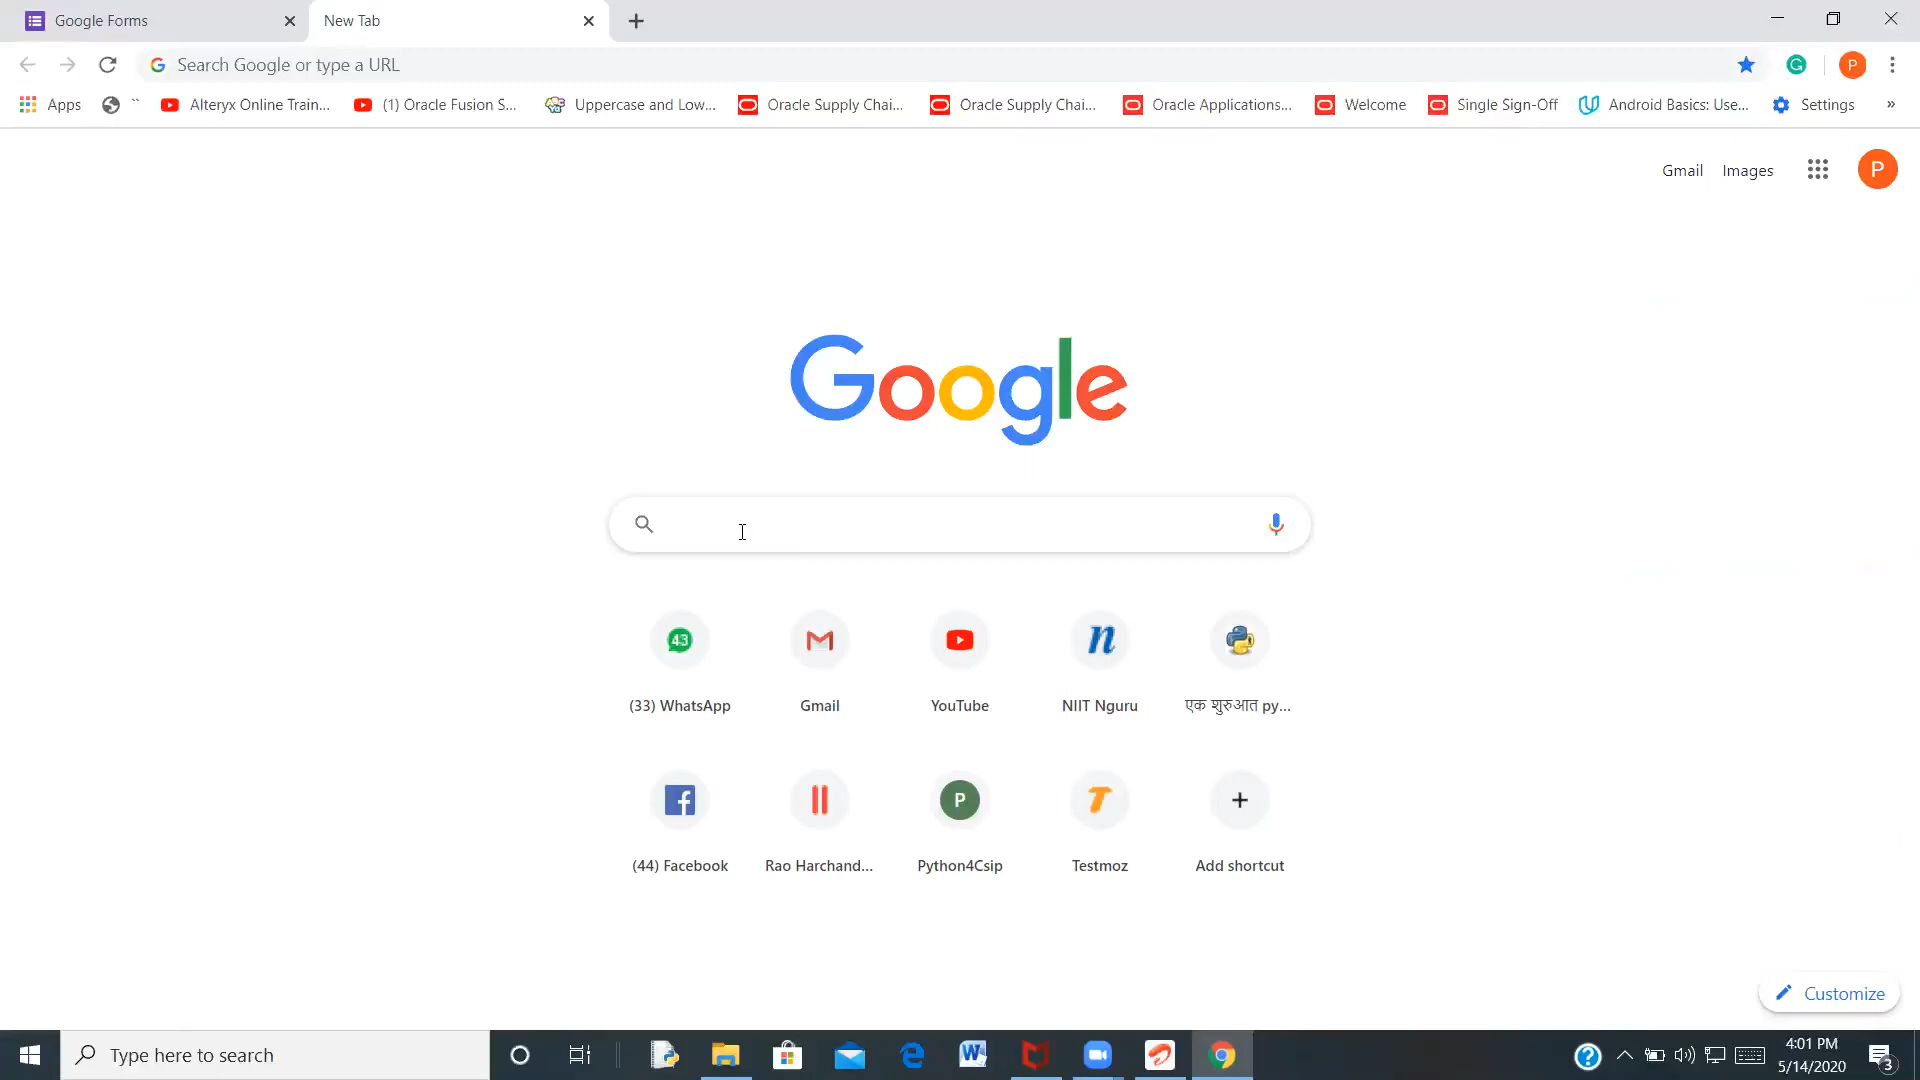 Google Forms
New Tab
Search Google or type a URL
Apps `` Alteryx Online Train... (1) Oracle Fusion S... Uppercase and Low... Oracle Supply Chai... Oracle Supply Chai... Oracle Applications... Welcome Single Sign-Off Android Basics: Use... Settings »
Gmail Images P
Google
43
(33) WhatsApp Gmail YouTube NIIT Nguru एक शुरुआत py...
(44) Facebook Rao Harchand... Python4Csip Testmoz Add shortcut
Customize
Type here to search
4:01 PM
5/14/2020
3